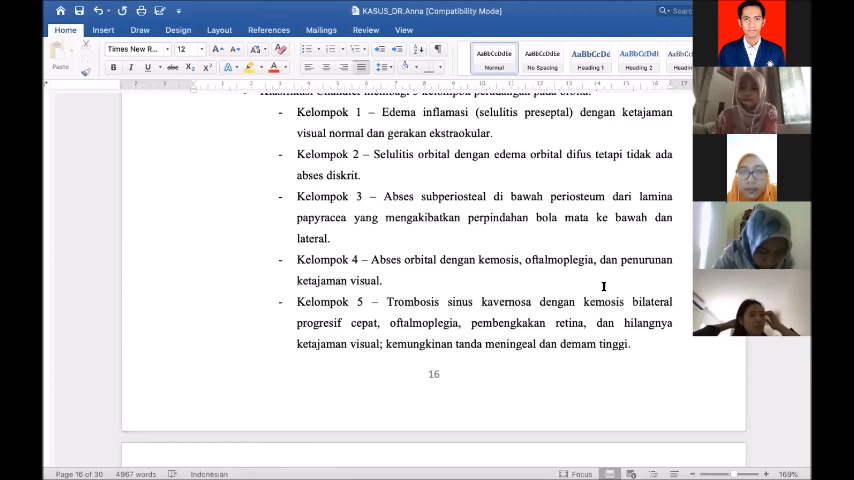 KASUS_DR.Anna [Compatibility Mode]
Home Insert Draw Design Layout References Mailings Review View
Times New R... 12
Paste
AaBbCcDdEe AaBbCcDdEe AaBbCcDd AaBbCcDdEe
Normal No Spacing Heading 1 Heading 2
- Kelompok 1 – Edema inflamasi (selulitis preseptal) dengan ketajaman
visual normal dan gerakan ekstraokular.
- Kelompok 2 – Selulitis orbital dengan edema orbital difus tetapi tidak ada
abses diskrit.
- Kelompok 3 – Abses subperiosteal di bawah periosteum dari lamina
papyracea yang mengakibatkan perpindahan bola mata ke bawah dan
lateral.
- Kelompok 4 – Abses orbital dengan kemosis, oftalmoplegia, dan penurunan
ketajaman visual.
- Kelompok 5 – Trombosis sinus kavernosa dengan kemosis bilateral
progresif cepat, oftalmoplegia, pembengkakan retina, dan hilangnya
ketajaman visual; kemungkinan tanda meningeal dan demam tinggi.
16
Page 16 of 30 4967 words Indonesian Focus 169%